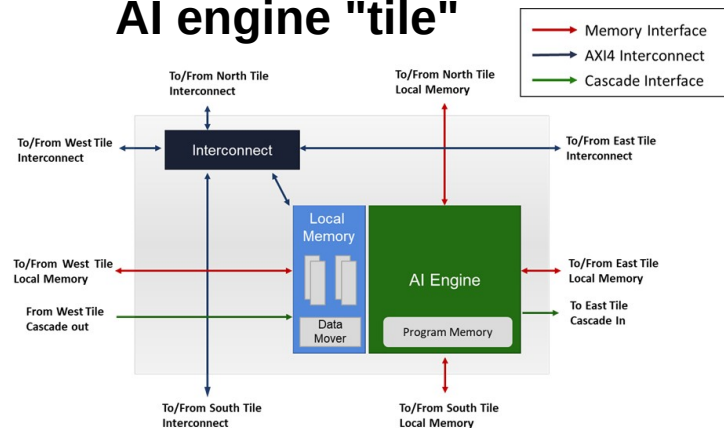 AI engine "tile"
Memory Interface
AXI4 Interconnect
Cascade Interface
To/From North Tile
Interconnect
To/From North Tile
Local Memory
To/From West Tile
Interconnect
Interconnect
To/From East Tile
Interconnect
Local
Memory
To/From West Tile
Local Memory
AI Engine
To/From East Tile
Local Memory
From West Tile
Cascade out
Data
Mover
Program Memory
To East Tile
Cascade In
To/From South Tile
Interconnect
To/From South Tile
Local Memory